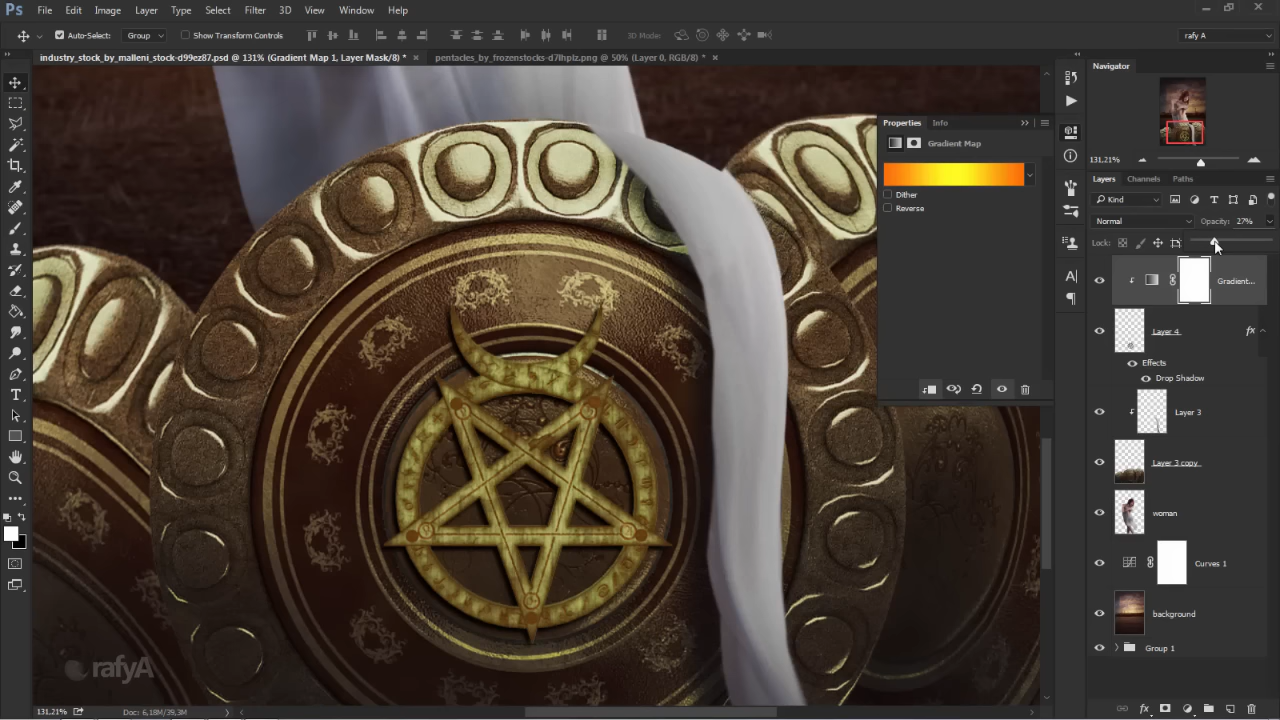 Ps File Edit Image Layer Type Select Filter 3D View Window Help
Auto-Select: Group Show Transform Controls 3D Mode: rafy A
industry_stock_by_malleni_stock-d99ez87.psd @ 131% (Gradient Map 1, Layer Mask/8) * × pentacles_by_frozenstocks-d7lhplz.png @ 50% (Layer 0, RGB/8) * ×
Navigator
131,21%
Properties Info
Gradient Map
Dither
Reverse
Layers Channels Paths
Kind
Normal Opacity: 27%
Lock:
Gradient...
Layer 4 fx
Effects
Drop Shadow
Layer 3
Layer 3 copy
woman
Curves 1
background
Group 1
rafyA
131,21% Doc: 6,18M/39,3M
fx